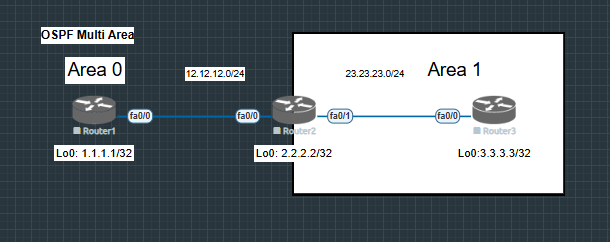 OSPF Multi Area
Area 0
12.12.12.0/24
23.23.23.0/24
Area 1
fa0/0
fa0/0
fa0/1
fa0/0
Router1
Router2
Router3
Lo0: 1.1.1.1/32
Lo0: 2.2.2.2/32
Lo0:3.3.3.3/32